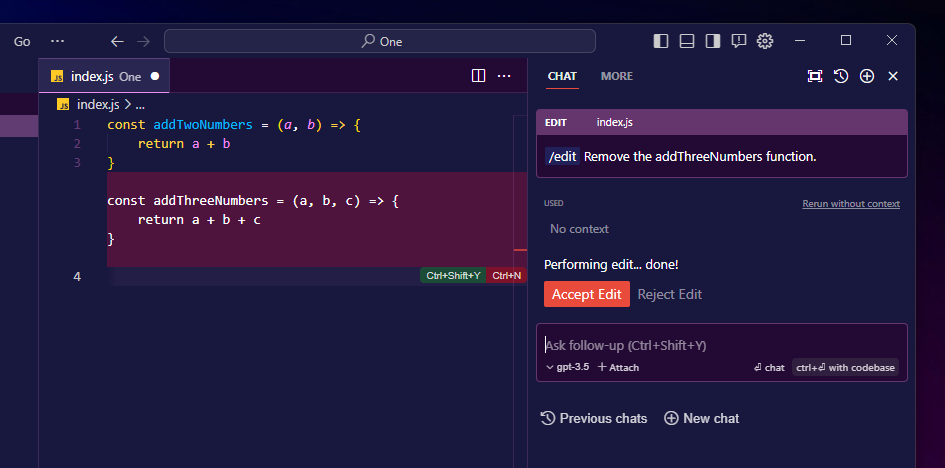 Go ··· One
index.js One
index.js > ...
1 const addTwoNumbers = (a, b) => {
2 return a + b
3 }
const addThreeNumbers = (a, b, c) => {
return a + b + c
}
4
Ctrl+Shift+Y Ctrl+N
CHAT MORE
EDIT index.js
/edit Remove the addThreeNumbers function.
USED Rerun without context
No context
Performing edit... done!
Accept Edit Reject Edit
Ask follow-up (Ctrl+Shift+Y)
gpt-3.5 + Attach ⏎ chat ctrl+⏎ with codebase
Previous chats New chat